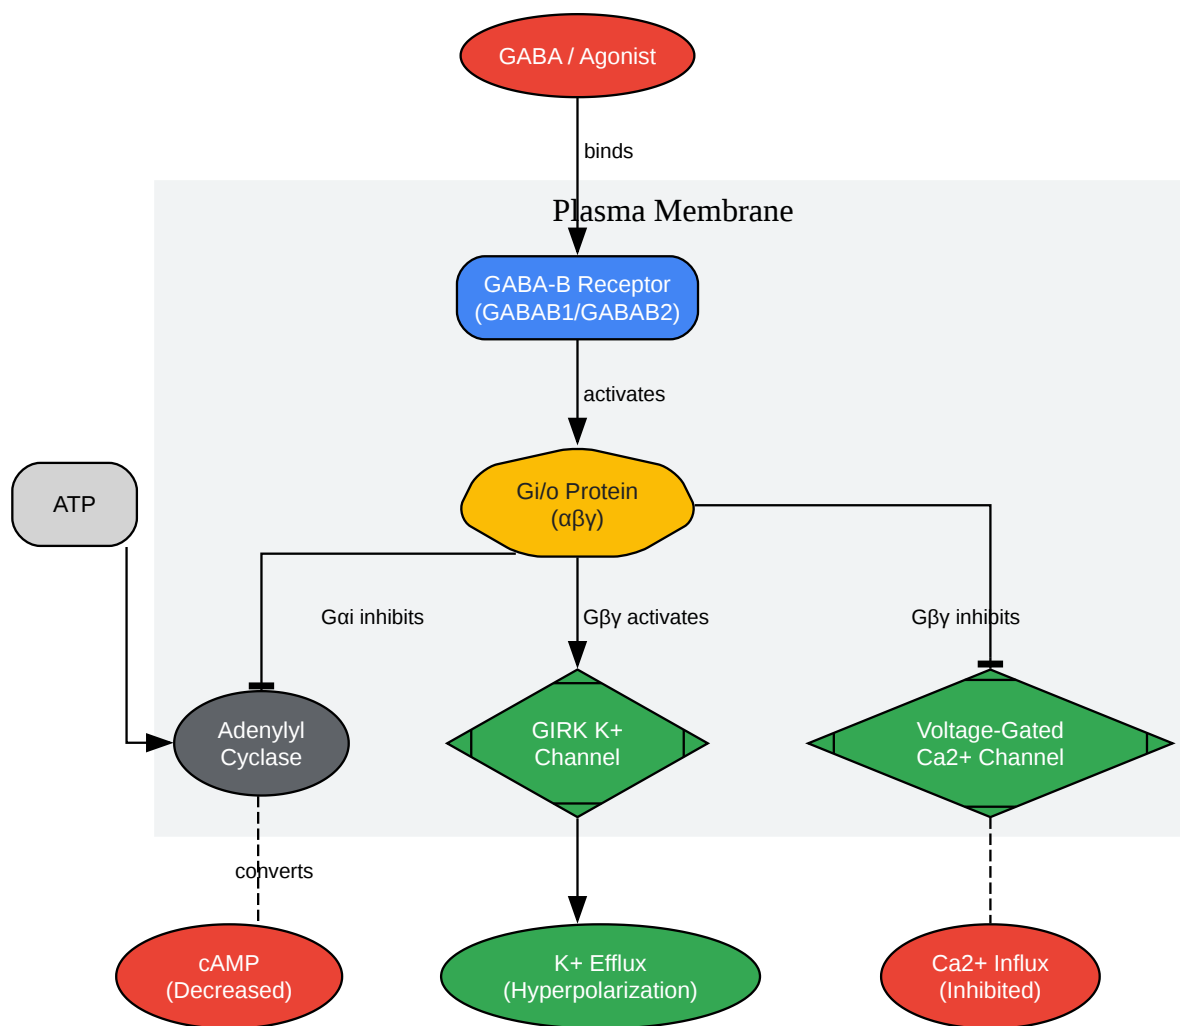 GABA / Agonist
binds
Plasma Membrane
GABA-B Receptor
(GABAB1/GABAB2)
activates
ATP
Gi/o Protein
(αβγ)
Gαi inhibits
Gβγ activates
Gβγ inhibits
Adenylyl
Cyclase
GIRK K+
Channel
Voltage-Gated
Ca2+ Channel
converts
cAMP
(Decreased)
K+ Efflux
(Hyperpolarization)
Ca2+ Influx
(Inhibited)